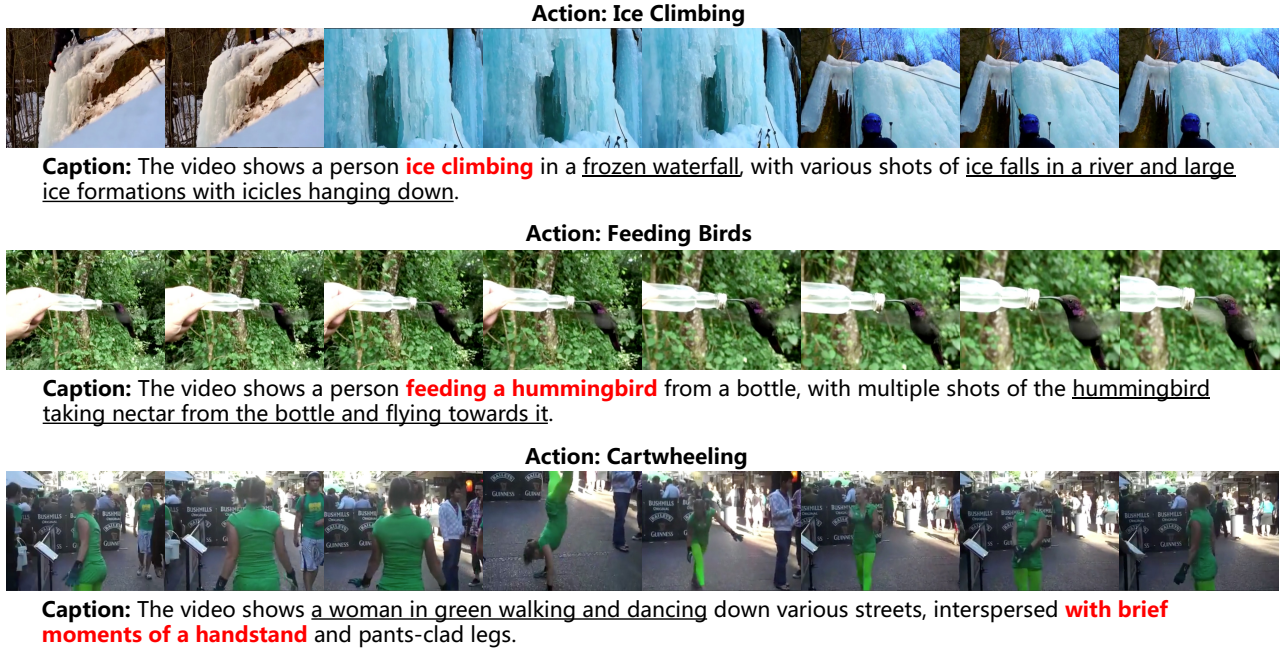 Action: Ice Climbing
Caption: The video shows a person ice climbing in a frozen waterfall, with various shots of ice falls in a river and large
ice formations with icicles hanging down.
Action: Feeding Birds
Caption: The video shows a person feeding a hummingbird from a bottle, with multiple shots of the hummingbird
taking nectar from the bottle and flying towards it.
Action: Cartwheeling
BUSHMILLS
BAILEYS
GUINNESS
Caption: The video shows a woman in green walking and dancing down various streets, interspersed with brief
moments of a handstand and pants-clad legs.